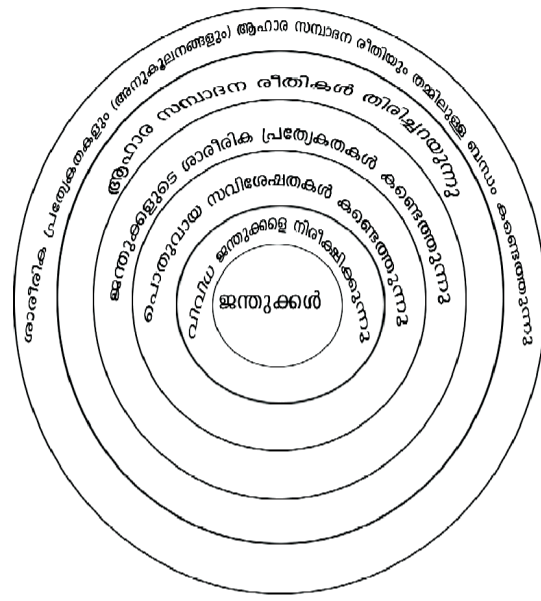 ശാരീരിക പ്രത്യേകതകളും (അനുകൂലനങ്ങളും) ആഹാര സമ്പാദന രീതിയും തമ്മിലുള്ള ബന്ധം കണ്ടെത്തുന്നു
ആഹാര സമ്പാദന രീതികൾ തിരിച്ചറിയുന്നു
ജന്തുക്കളുടെ ശാരീരിക പ്രത്യേകതകൾ കണ്ടെത്തുന്നു
പൊതുവായ സവിശേഷതകൾ കണ്ടെത്തുന്നു
വിവിധ ജന്തുക്കളെ നിരീക്ഷിക്കുന്നു
ജന്തുക്കൾ